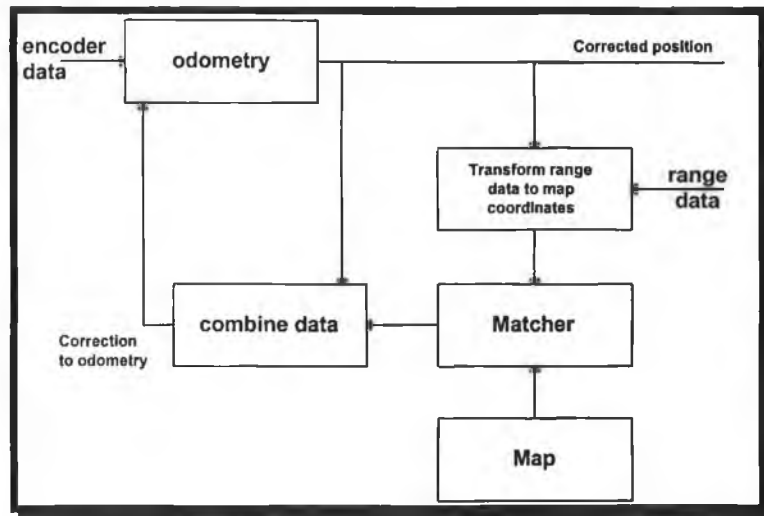 encoder
data
odometry
Corrected position
Transform range
data to map
coordinates
range
data
combine data
Matcher
Correction
to odometry
Map